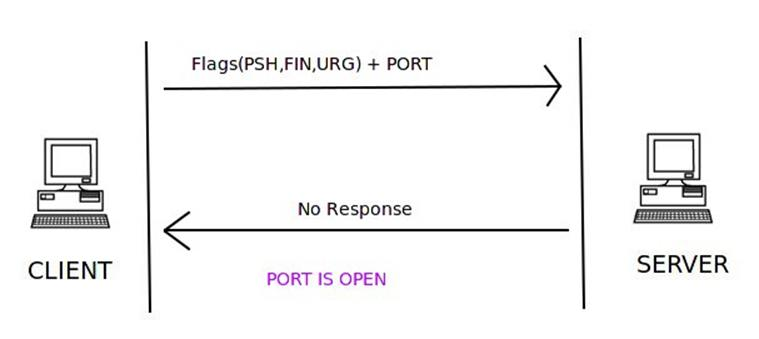 Flags(PSH,FIN,URG) + PORT
No Response
CLIENT
SERVER
PORT IS OPEN